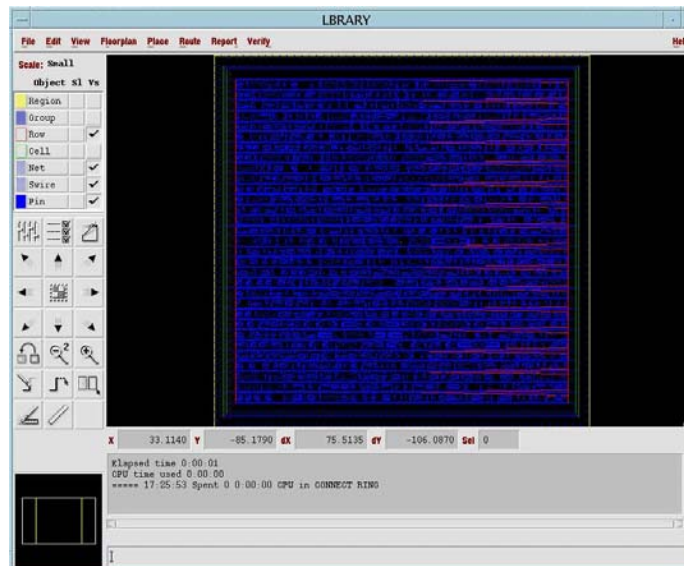 LBRARY
File Edit View Floorplan Place Route Report Verify Hel
Scale: Small
Object Sl Vs
Region
Group
Row
Cell
Net
Swire
Pin
X 33.1140 Y -85.1790 dX 75.5135 dY -106.0870 Sel 0
Elapsed time 0:00:01
CPU time used 0:00:00
===== 17:25:53 Spent 0 0:00:00 CPU in CONNECT RING